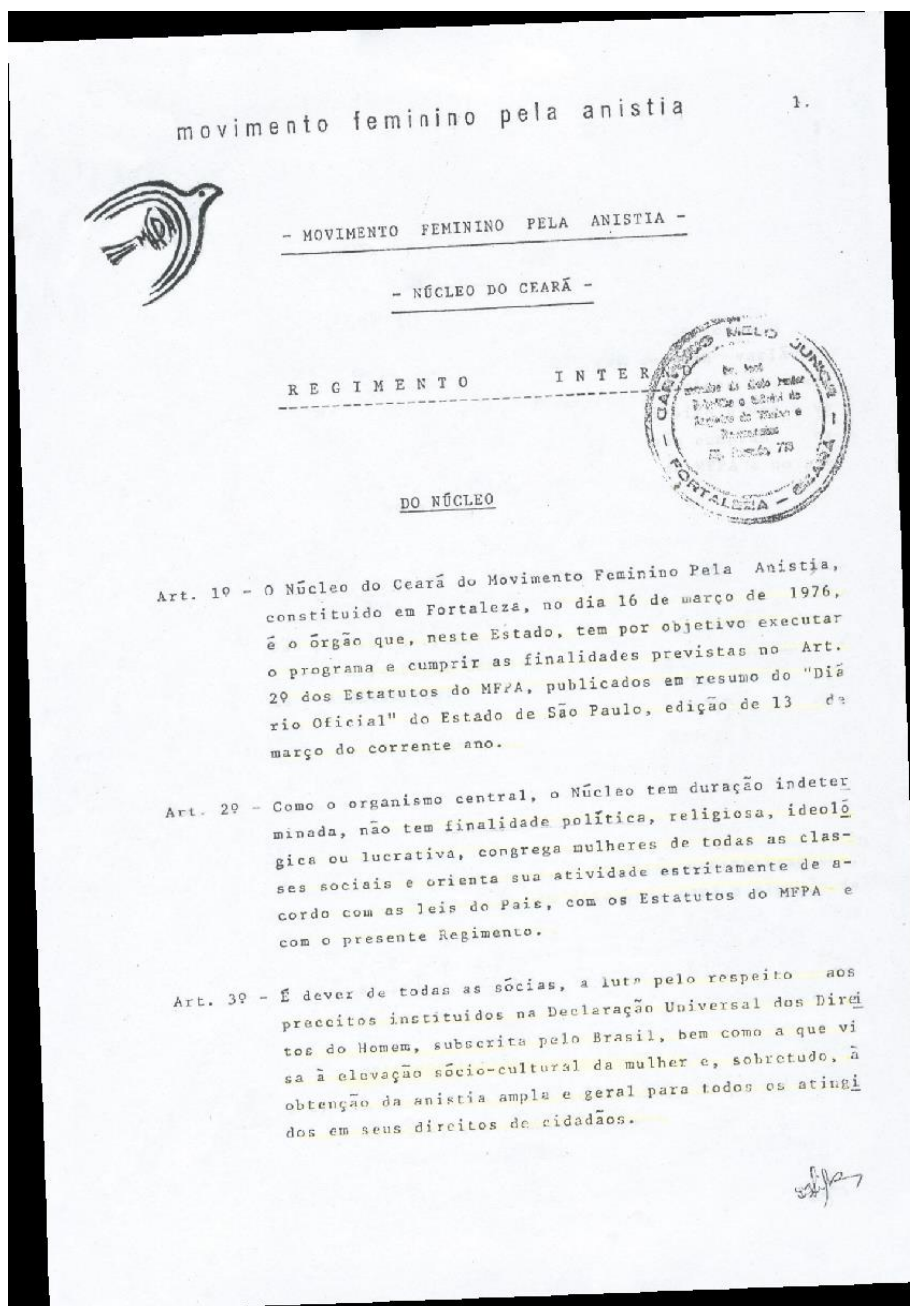 movimento feminino pela anistia
1.
MFPA
- MOVIMENTO FEMININO PELA ANISTIA -
- NÚCLEO DO CEARÁ -
REGIMENTO INTER
CARTÓRIO MELO JUNIOR
FORTALEZA - CEARÁ -
DO NÚCLEO
Art. 1º - O Núcleo do Ceará do Movimento Feminino Pela Anistia,
constituido em Fortaleza, no dia 16 de março de 1976,
é o órgão que, neste Estado, tem por objetivo executar
o programa e cumprir as finalidades previstas no Art.
2º dos Estatutos do MFPA, publicados em resumo do "Diá
rio Oficial" do Estado de São Paulo, edição de 13 de
março do corrente ano.
Art. 2º - Como o organismo central, o Núcleo tem duração indeter
minada, não tem finalidade política, religiosa, ideoló
gica ou lucrativa, congrega mulheres de todas as clas-
ses sociais e orienta sua atividade estritamente de a-
cordo com as leis do Pais, com os Estatutos do MFPA e
com o presente Regimento.
Art. 3º - É dever de todas as sócias, a luta pelo respeito aos
preceitos instituidos na Declaração Universal dos Direi
tos do Homem, subscrita pelo Brasil, bem como a que vi
sa à elevação sócio-cultural da mulher e, sobretudo, à
obtenção da anistia ampla e geral para todos os atingi
dos em seus direitos de cidadãos.